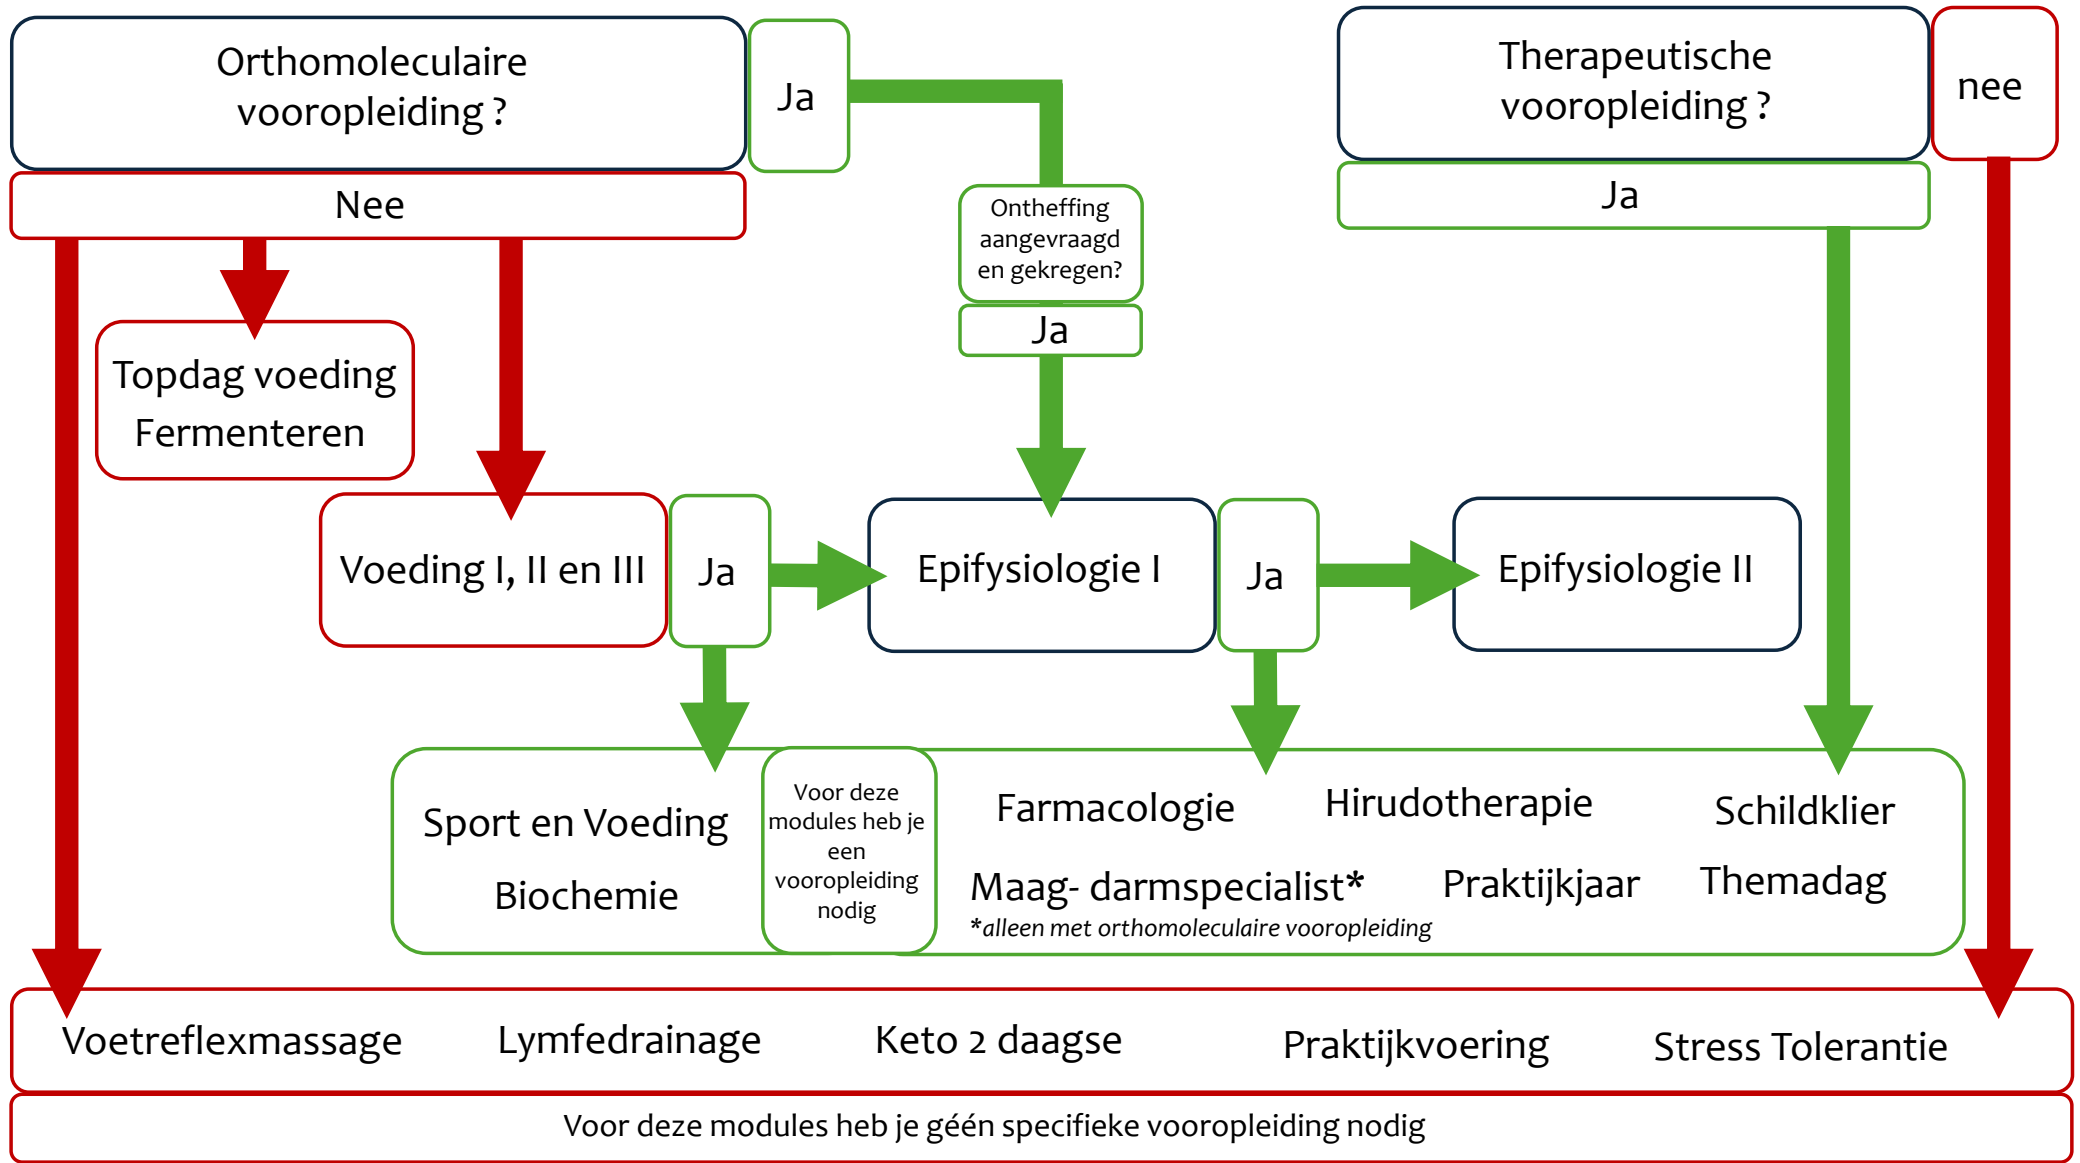 Orthomoleculaire
vooropleiding ?
Ja
Nee
Therapeutische
vooropleiding ?
nee
Ja
Ontheffing
aangevraagd
en gekregen?
Ja
Topdag voeding
Fermenteren
Voeding I, II en III
Ja
Epifysiologie I
Ja
Epifysiologie II
Sport en Voeding
Biochemie
Voor deze
modules heb je
een
vooropleiding
nodig
Farmacologie
Hirudotherapie
Schildklier
Maag- darmspecialist*
Praktijkjaar
Themadag
*alleen met orthomoleculaire vooropleiding
Voetreflexmassage
Lymfedrainage
Keto 2 daagse
Praktijkvoering
Stress Tolerantie
Voor deze modules heb je géén specifieke vooropleiding nodig